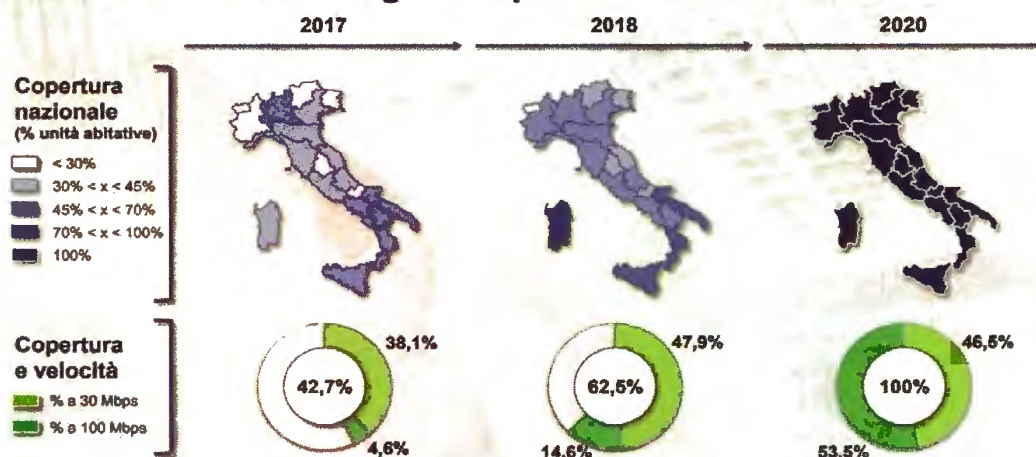 2017
2018
2020
Copertura
nazionale
(% unità abitative)
< 30%
30% < x < 45%
45% < x < 70%
70% < x < 100%
100%
Copertura
e velocità
% a 30 Mbps
% a 100 Mbps
38,1%
42,7%
4,6%
47,9%
62,5%
14,6%
46,5%
100%
53,5%